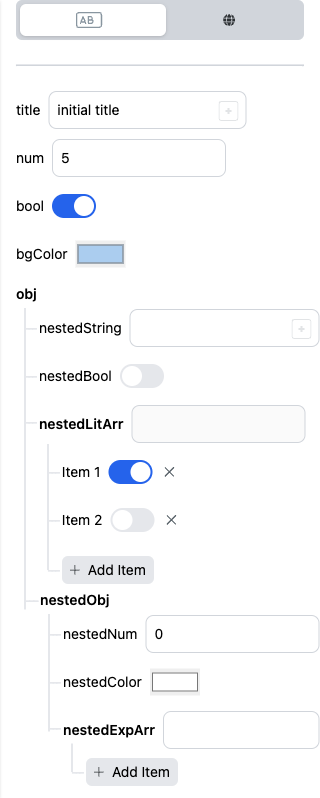 AB
title initial title
num 5
bool
bgColor
obj
nestedString
nestedBool
nestedLitArr
Item 1
Item 2
+ Add Item
nestedObj
nestedNum 0
nestedColor
nestedExpArr
+ Add Item